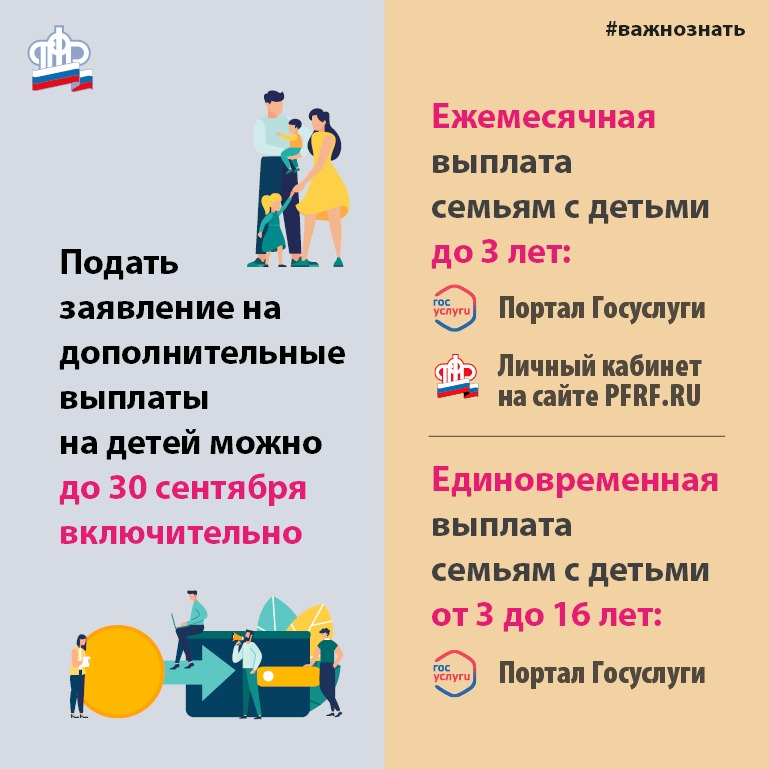 #важнознать
Подать
заявление на
дополнительные
выплаты
на детей можно
до 30 сентября
включительно
Ежемесячная
выплата
семьям с детьми
до 3 лет:
гос
услуги
Портал Госуслуги
Личный кабинет
на сайте PFRF.RU
Единовременная
выплата
семьям с детьми
от 3 до 16 лет:
гос
услуги
Портал Госуслуги